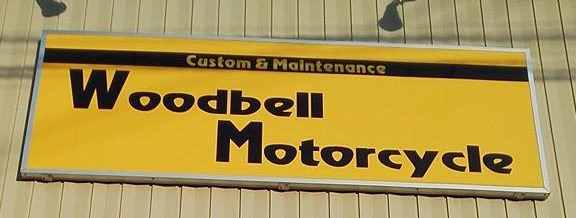 Custom & Maintenance
Woodbell
Motorcycle